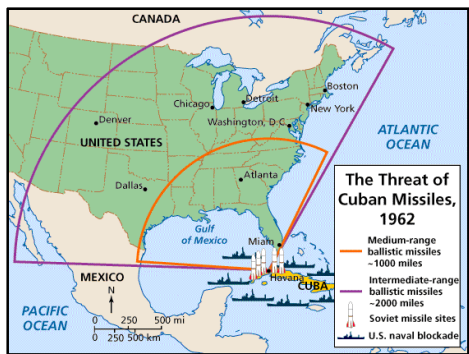 CANADA
Boston
Detroit
Chicago
New York
Denver
Washington, D.C.
UNITED STATES
ATLANTIC
OCEAN
Atlanta
Dallas
Gulf
of Mexico
Miami
Havana
CUBA
MEXICO
N
PACIFIC
OCEAN
0 250 500 mi
0 250 500 km
The Threat of
Cuban Missiles,
1962
Medium-range
ballistic missiles
~1000 miles
Intermediate-range
ballistic missiles
~2000 miles
Soviet missile sites
U.S. naval blockade